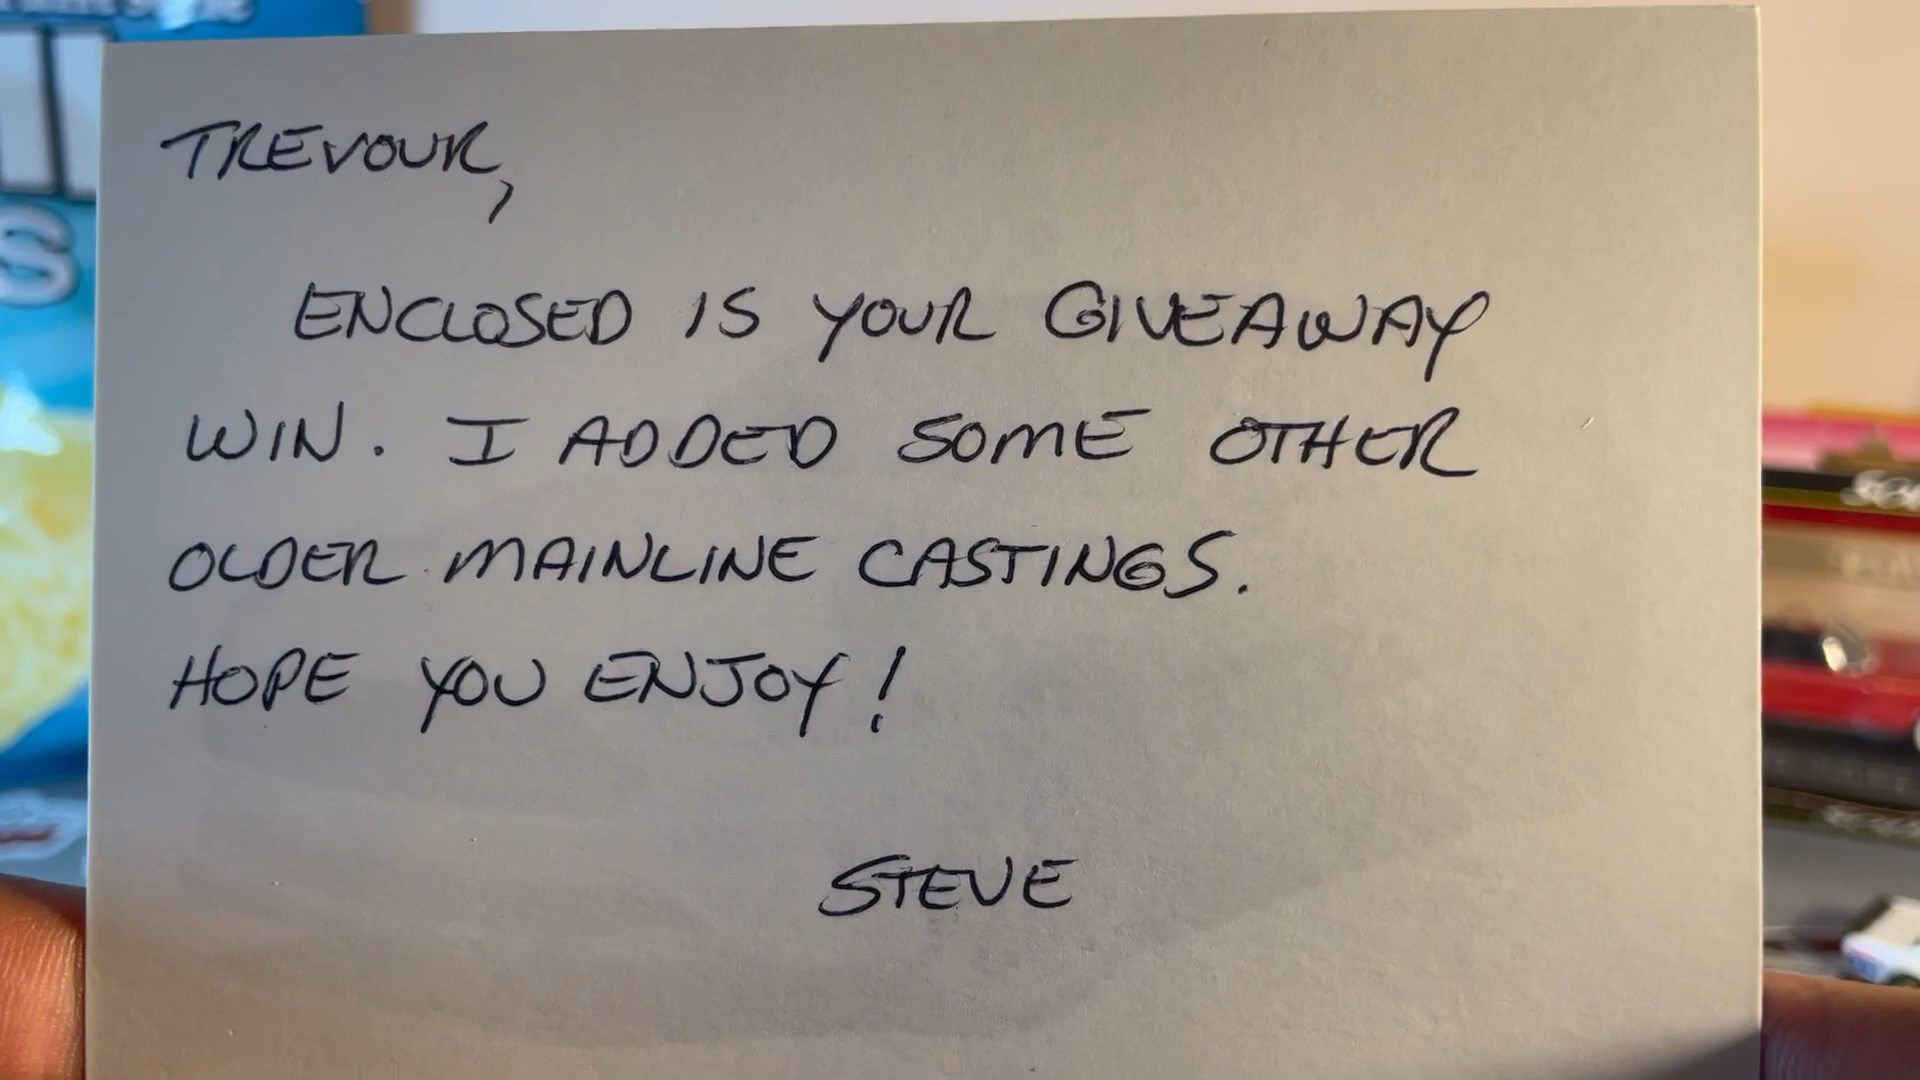 TREVOUR,
ENCLOSED IS YOUR GIVEAWAY
WIN. I ADDED SOME OTHER
OLDER MAINLINE CASTINGS.
HOPE YOU ENJOY!
STEVE